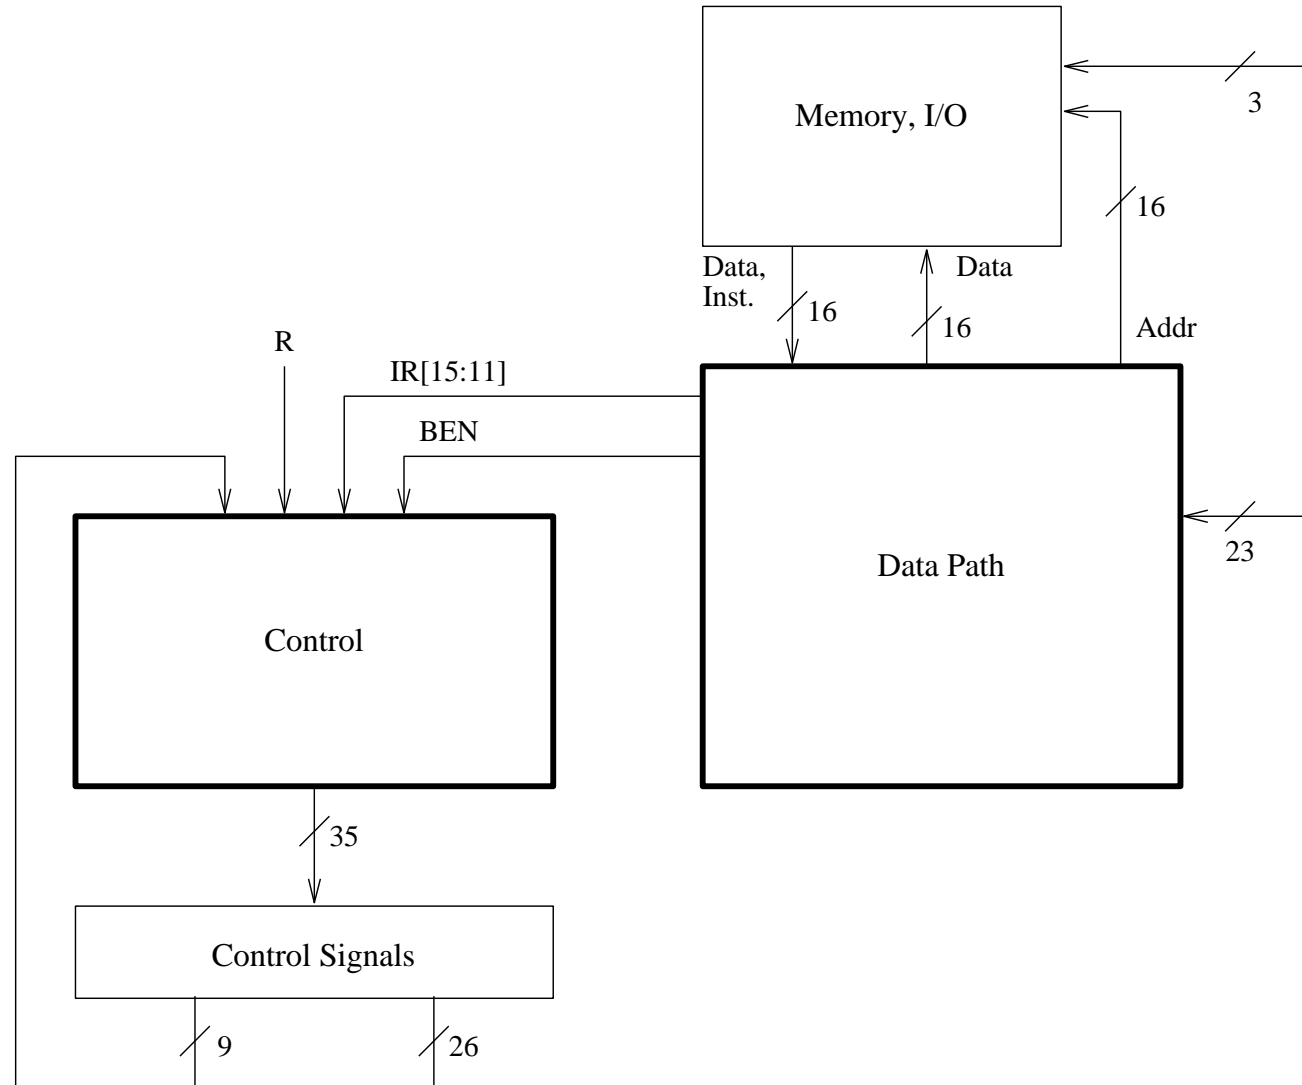 Memory, I/O
3
16
Data,
Inst.
16
Data
16
Addr
R
IR[15:11]
BEN
Control
Data Path
23
35
Control Signals
9
26